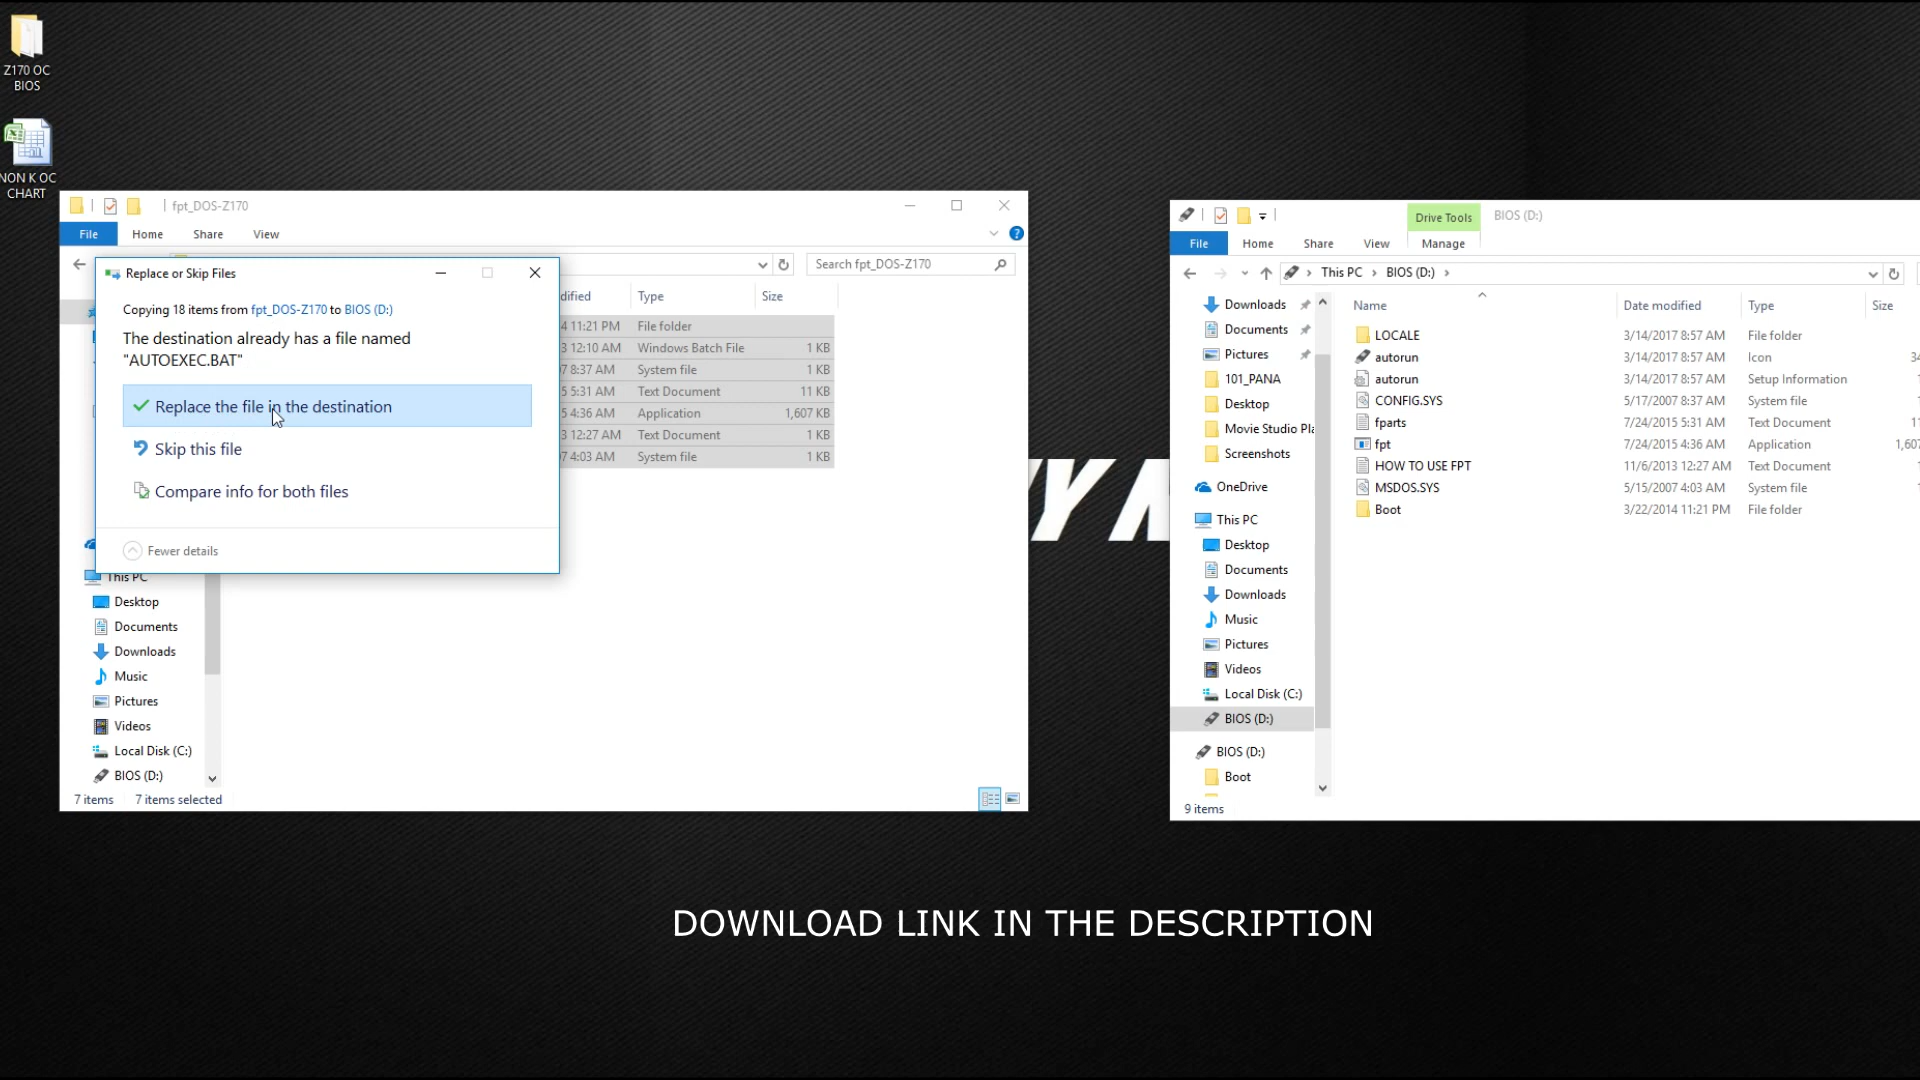 Z170 OC
BIOS
NON K OC
CHART
fpt_DOS-Z170
File
Home
Share
View
Search fpt_DOS-Z170
Type
Size
4 11:21 PM
File folder
3 12:10 AM
Windows Batch File
1 KB
7 8:37 AM
System file
1 KB
5 5:31 AM
Text Document
11 KB
5 4:36 AM
Application
1,607 KB
3 12:27 AM
Text Document
1 KB
7 4:03 AM
System file
1 KB
Replace or Skip Files
Copying 18 items from fpt_DOS-Z170 to BIOS (D:)
The destination already has a file named
"AUTOEXEC.BAT"
Replace the file in the destination
Skip this file
Compare info for both files
Fewer details
This PC
Desktop
Documents
Downloads
Music
Pictures
Videos
Local Disk (C:)
BIOS (D:)
7 items
7 items selected
Drive Tools
BIOS (D:)
File
Home
Share
View
Manage
This PC
BIOS (D:)
Downloads
Documents
Pictures
101_PANA
Desktop
Movie Studio Pla
Screenshots
OneDrive
This PC
Desktop
Documents
Downloads
Music
Pictures
Videos
Local Disk (C:)
BIOS (D:)
BIOS (D:)
Boot
Name
Date modified
Type
Size
LOCALE
3/14/2017 8:57 AM
File folder
autorun
3/14/2017 8:57 AM
Icon
34
autorun
3/14/2017 8:57 AM
Setup Information
1
CONFIG.SYS
5/17/2007 8:37 AM
System file
1
fparts
7/24/2015 5:31 AM
Text Document
11
fpt
7/24/2015 4:36 AM
Application
1,607
HOW TO USE FPT
11/6/2013 12:27 AM
Text Document
1
MSDOS.SYS
5/15/2007 4:03 AM
System file
1
Boot
3/22/2014 11:21 PM
File folder
9 items
DOWNLOAD LINK IN THE DESCRIPTION